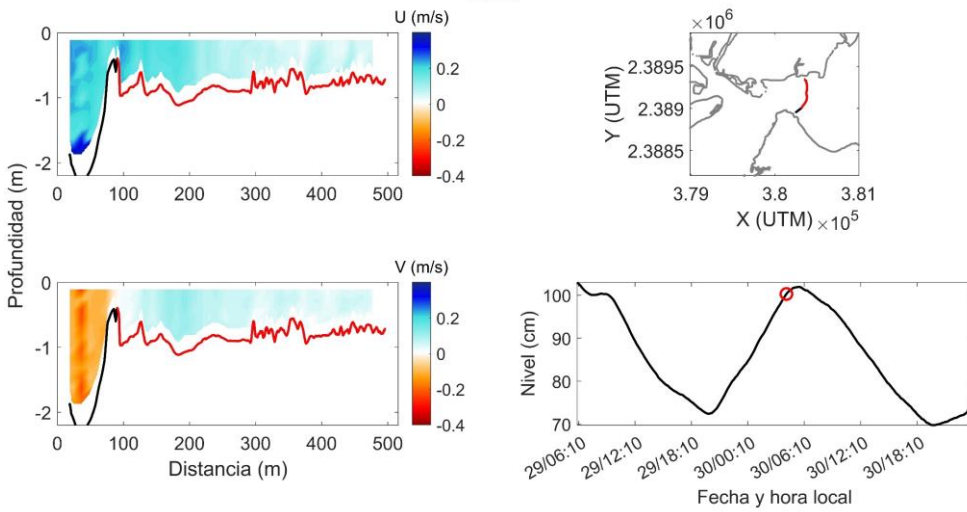 U (m/s)
0
-1
-2
0 100 200 300 400 500
0.2
0
-0.2
-0.4
Profundidad (m)
V (m/s)
0
-1
-2
0 100 200 300 400 500
Distancia (m)
0.2
0
-0.2
-0.4
×10⁶
2.3895
2.389
2.3885
Y (UTM)
3.79 3.8 3.81
X (UTM) ×10⁵
Nivel (cm)
100
90
80
70
29/06:10
29/12:10
29/18:10
30/00:10
30/06:10
30/12:10
30/18:10
Fecha y hora local